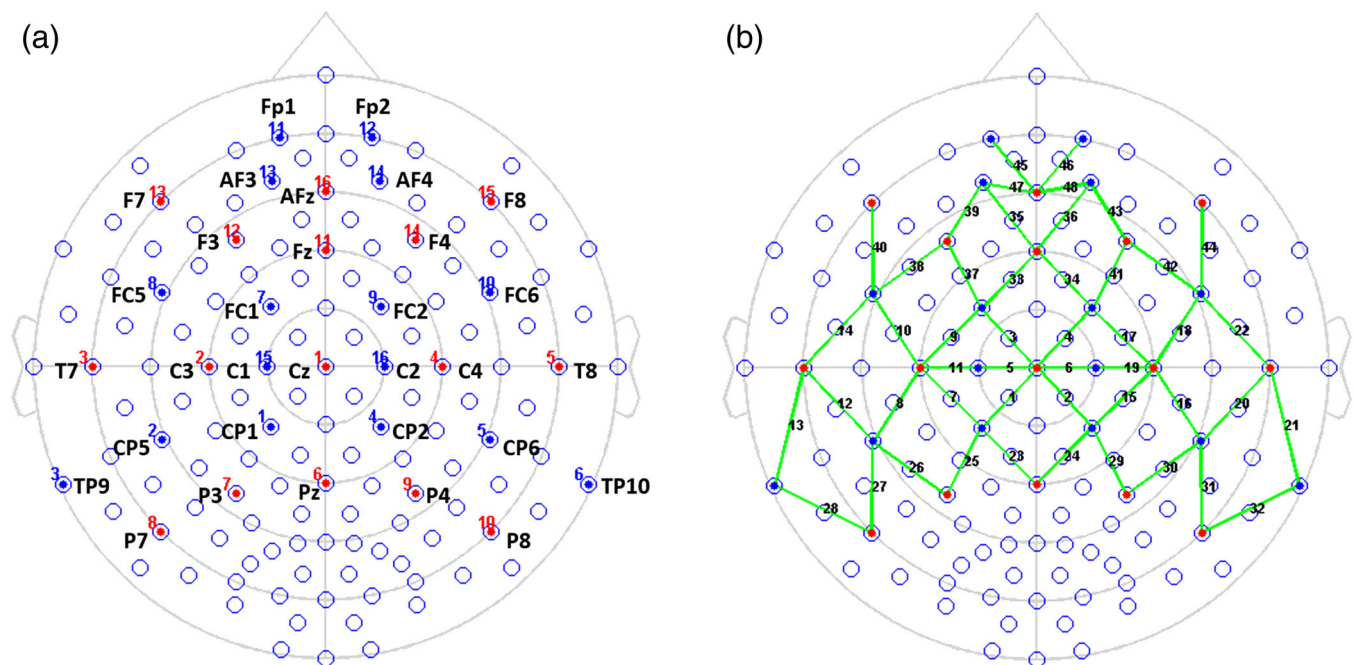 (a)
Fp1 Fp2
11 12
AF3 13 14 AF4
16
AFz
F7 13 15 F8
F3 12 14 F4
11
Fz
8 10
FC5 FC6
7 9
FC1 FC2
3 2 15 1 16 4 5
T7 C3 C1 Cz C2 C4 T8
1 4
CP1 CP2
2 5
CP5 CP6
3 TP9 6 TP10
6
Pz
7 9
P3 P4
8 10
P7 P8
(b)
45 46
47 48
39 35 36 43
40 44
38 42
37 33 34 41
14 10 9 3 4 17 18 22
11 5 6 19
12 8 7 1 2 15 16 20
13 21
26 25 23 24 29 30
27 31
28 32